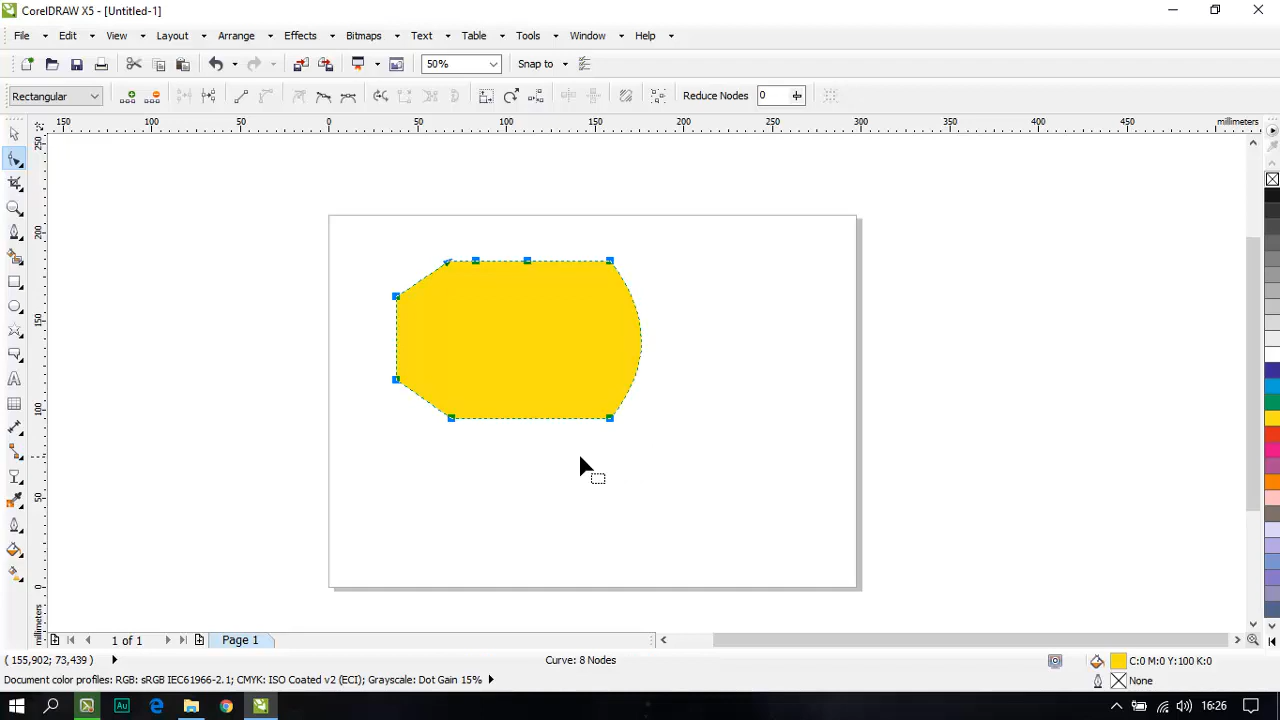 CorelDRAW X5 - [Untitled-1]
File Edit View Layout Arrange Effects Bitmaps Text Table Tools Window Help
50% Snap to
Rectangular Reduce Nodes 0
150 100 50 0 50 100 150 200 250 300 350 400 450 millimeters
250
200
150
100
50
0
millimeters
1 of 1 Page 1
( 155,902; 73,439 ) Curve: 8 Nodes C:0 M:0 Y:100 K:0
Document color profiles: RGB: sRGB IEC61966-2.1; CMYK: ISO Coated v2 (ECI); Grayscale: Dot Gain 15% None
Au 16:26